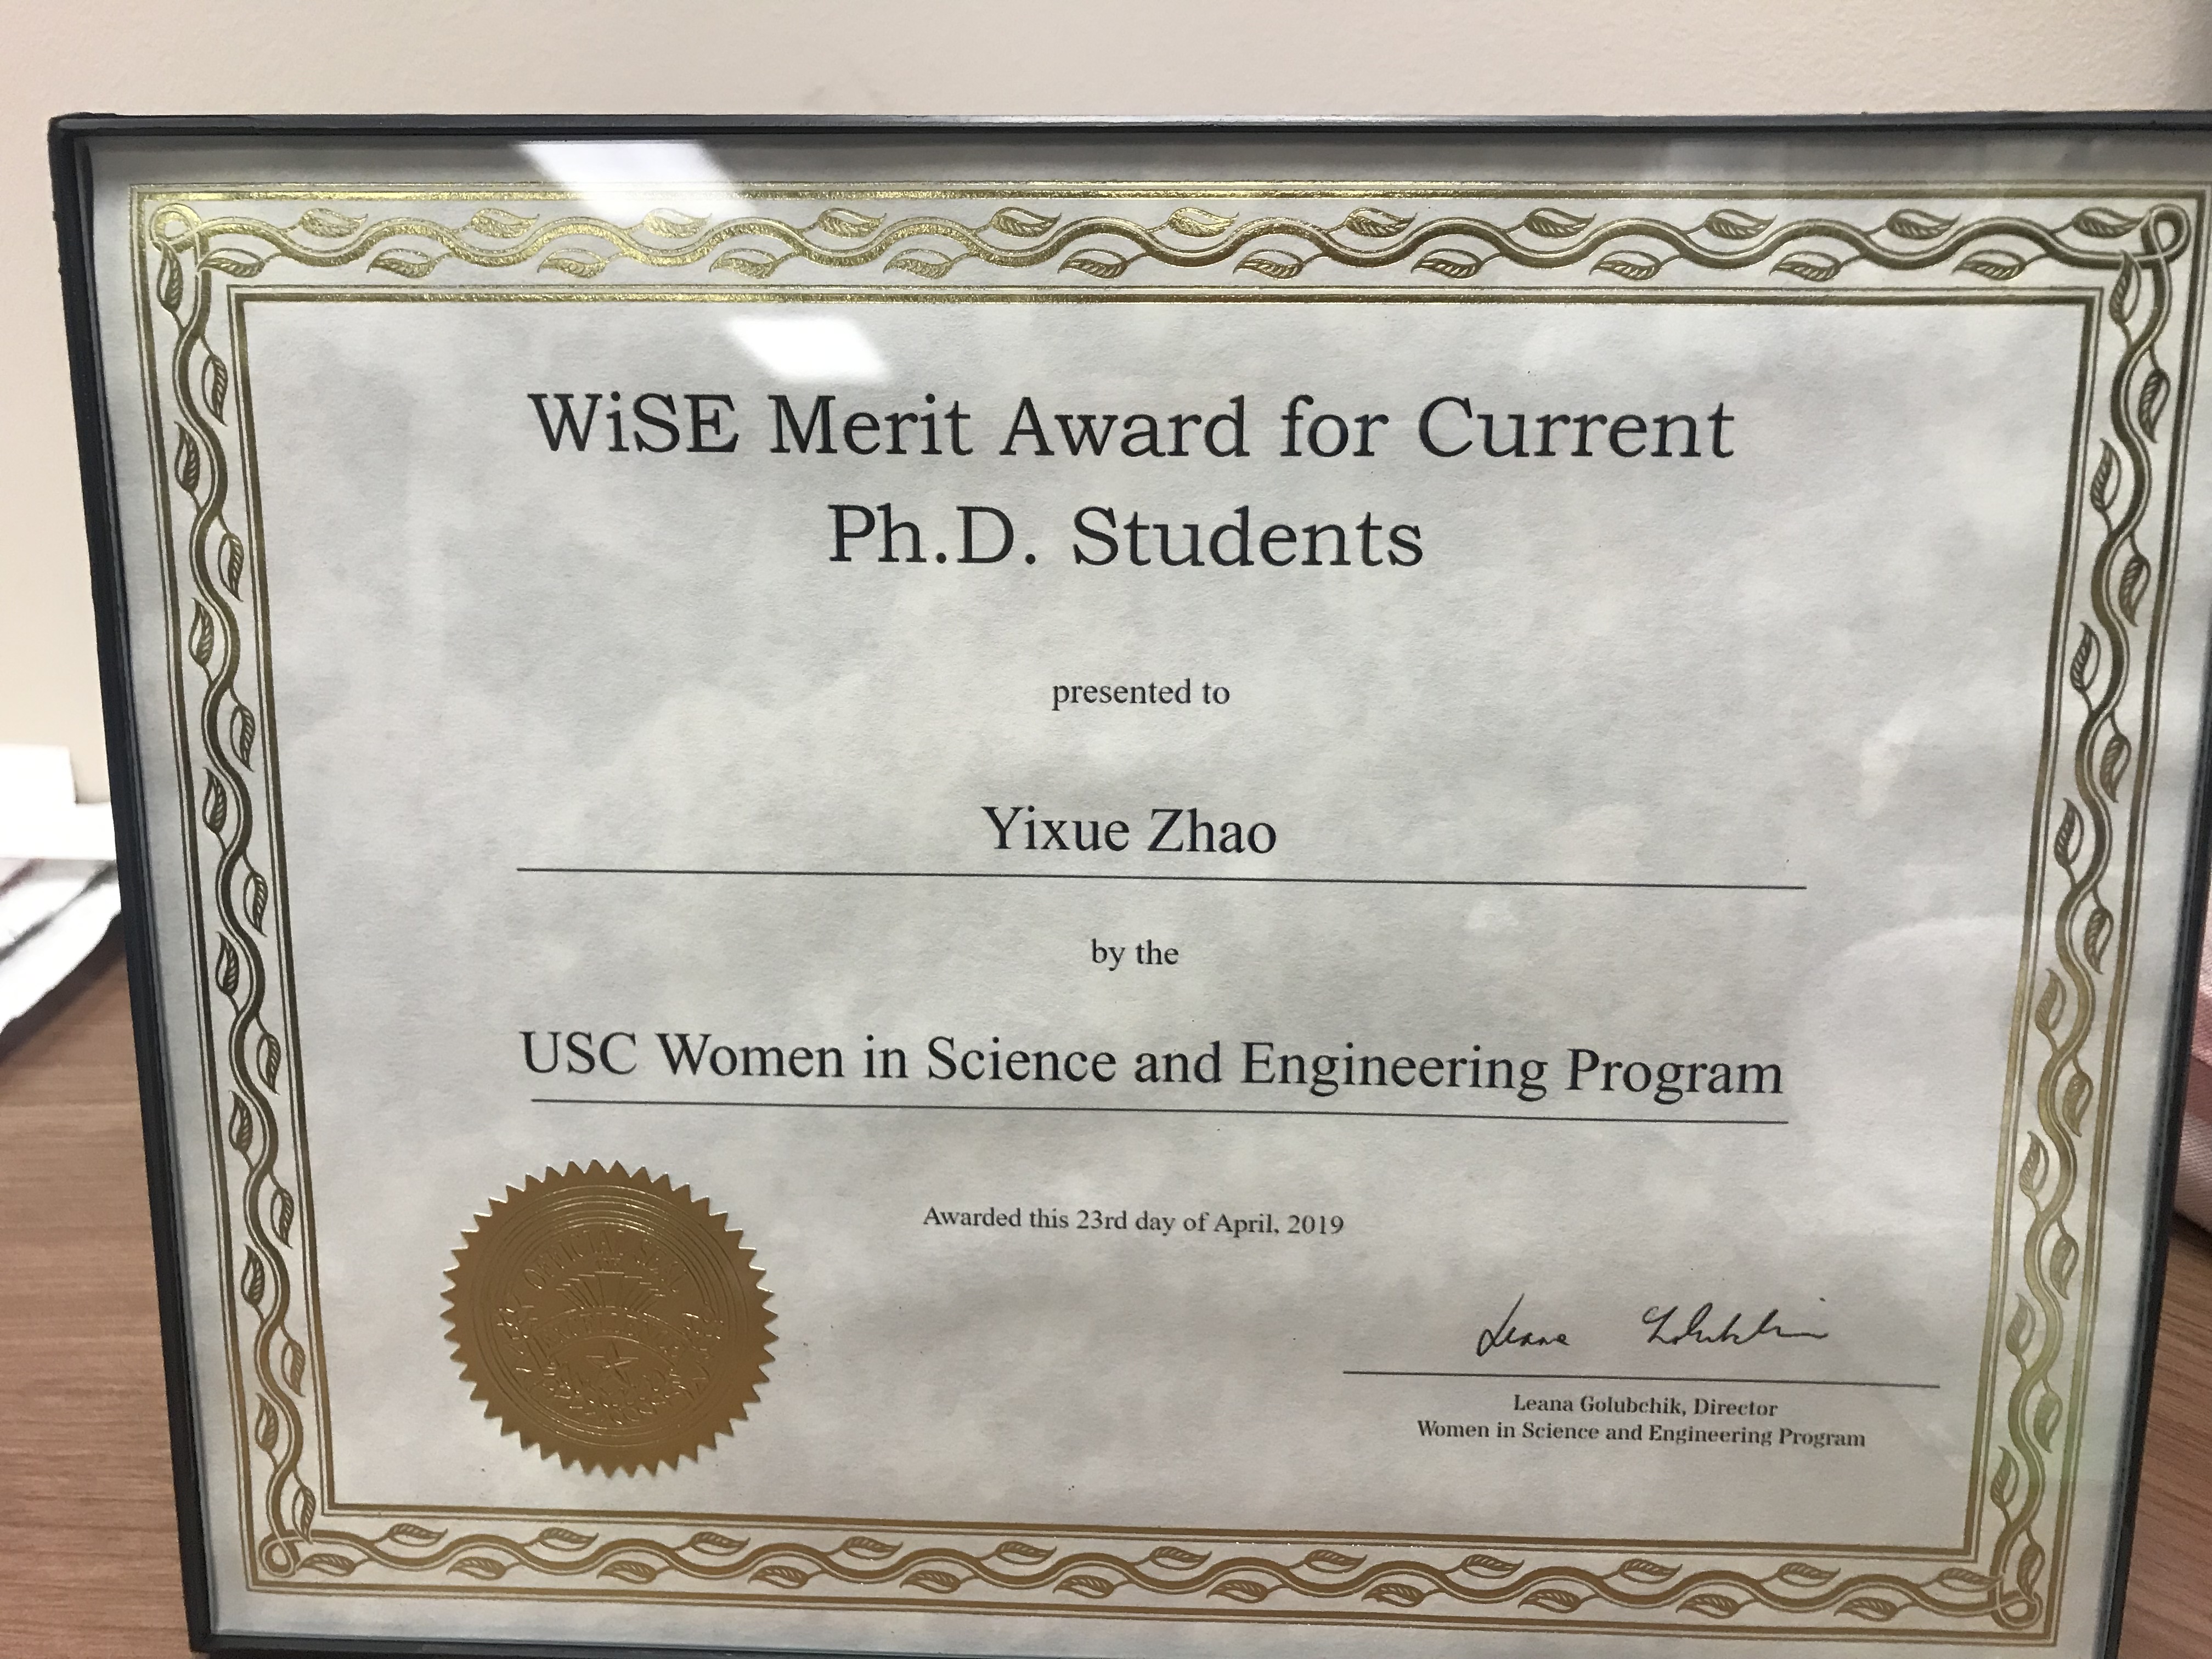 WiSE Merit Award for Current
Ph.D. Students
presented to
Yixue Zhao
by the
USC Women in Science and Engineering Program
Awarded this 23rd day of April, 2019
OFFICIAL SEAL
EXCELLENCE
Leana Golubchik
Leana Golubchik, Director
Women in Science and Engineering Program